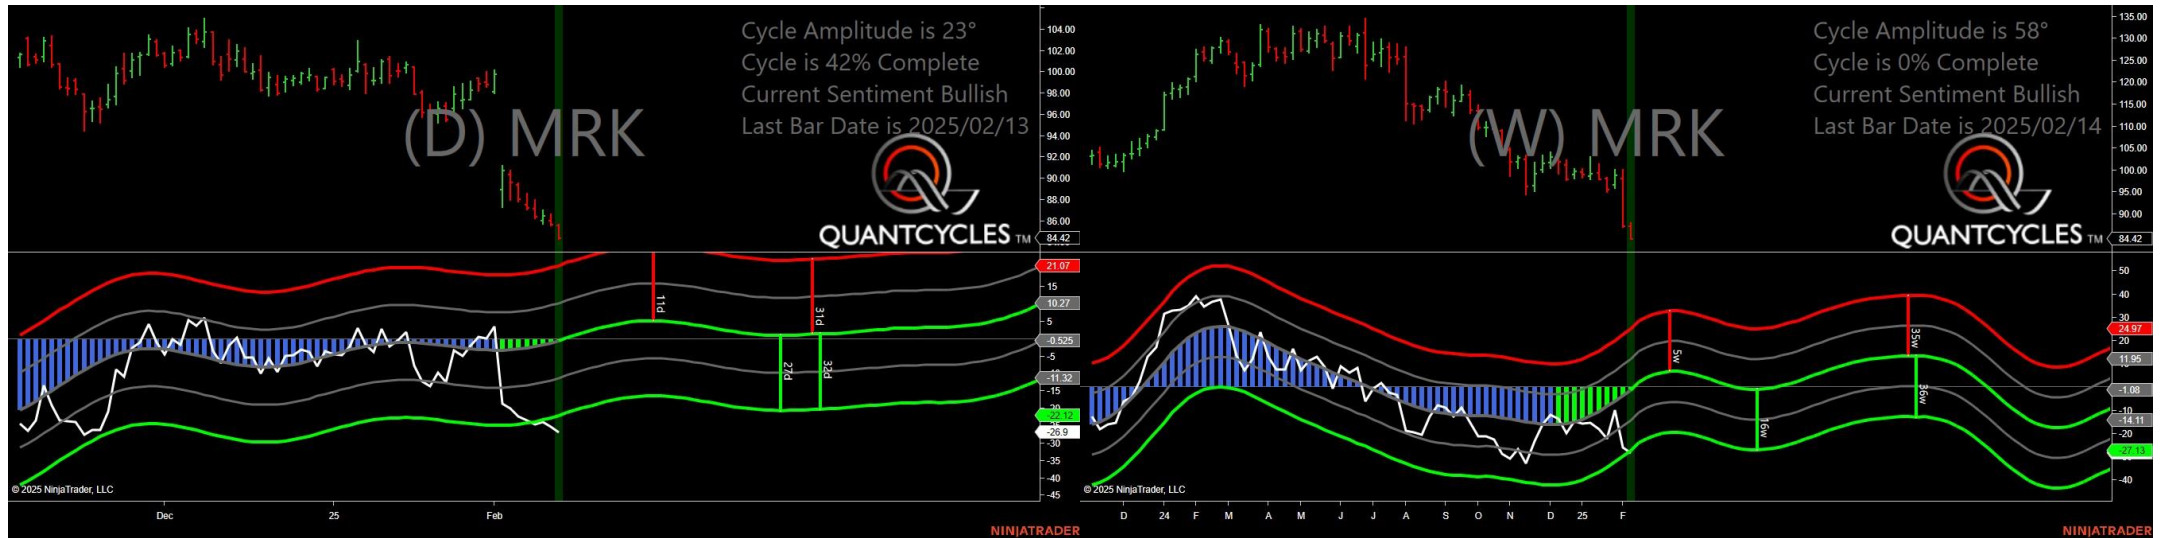 Cycle Amplitude is 23°
Cycle is 42% Complete
Current Sentiment Bullish
Last Bar Date is 2025/02/13
(D) MRK
QUANTCYCLES TM
104.00
102.00
100.00
98.00
96.00
94.00
92.00
90.00
88.00
86.00
84.42
21.07
15
10.27
5
-0.525
-5
-11.32
-22.12
-26.9
-30
-35
-40
-45
11d
31d
27d
32d
© 2025 NinjaTrader, LLC
Dec
25
Feb
NINJATRADER
Cycle Amplitude is 58°
Cycle is 0% Complete
Current Sentiment Bullish
Last Bar Date is 2025/02/14
(W) MRK
QUANTCYCLES TM
135.00
130.00
125.00
120.00
115.00
110.00
105.00
100.00
95.00
90.00
84.42
50
40
30
24.97
20
11.95
-1.08
-10
-14.11
-20
-27.13
-40
5w
35w
16w
36w
© 2025 NinjaTrader, LLC
D
24
F
M
A
M
J
J
A
S
O
N
D
25
F
NINJATRADER